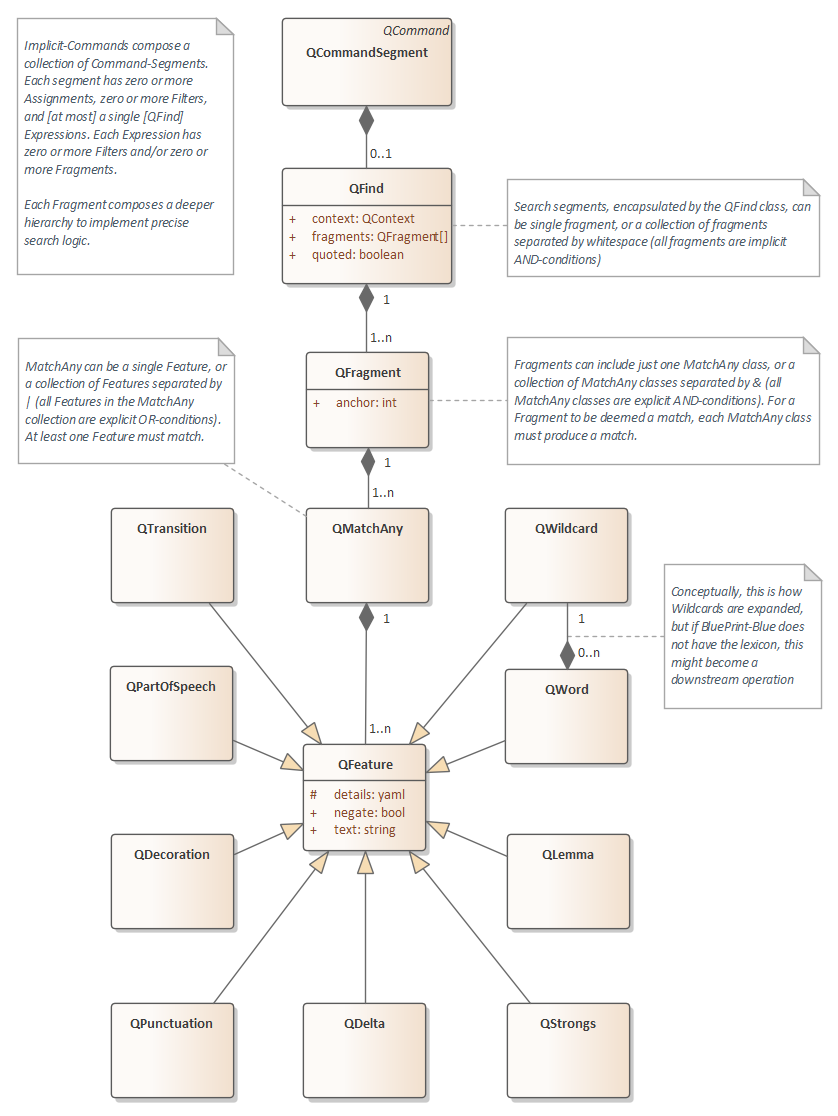 Implicit-Commands compose a
collection of Command-Segments.
Each segment has zero or more
Assignments, zero or more Filters,
and [at most] a single [QFind]
Expressions. Each Expression has
zero or more Filters and/or zero or
more Fragments.
Each Fragment composes a deeper
hierarchy to implement precise
search logic.
QCommand
QCommandSegment
0..1
QFind
+ context: QContext
+ fragments: QFragment[]
+ quoted: boolean
Search segments, encapsulated by the QFind class, can
be single fragment, or a collection of fragments
separated by whitespace (all fragments are implicit
AND-conditions)
1
1..n
MatchAny can be a single Feature, or
a collection of Features separated by
| (all Features in the MatchAny
collection are explicit OR-conditions).
At least one Feature must match.
QFragment
+ anchor: int
Fragments can include just one MatchAny class, or a
collection of MatchAny classes separated by & (all
MatchAny classes are explicit AND-conditions). For a
Fragment to be deemed a match, each MatchAny class
must produce a match.
1
1..n
QTransition
QMatchAny
QWildcard
Conceptually, this is how
Wildcards are expanded,
but if BluePrint-Blue does
not have the lexicon, this
might become a
downstream operation
1
1
0..n
QPartOfSpeech
QWord
1..n
QFeature
# details: yaml
+ negate: bool
+ text: string
QDecoration
QLemma
QPunctuation
QDelta
QStrongs